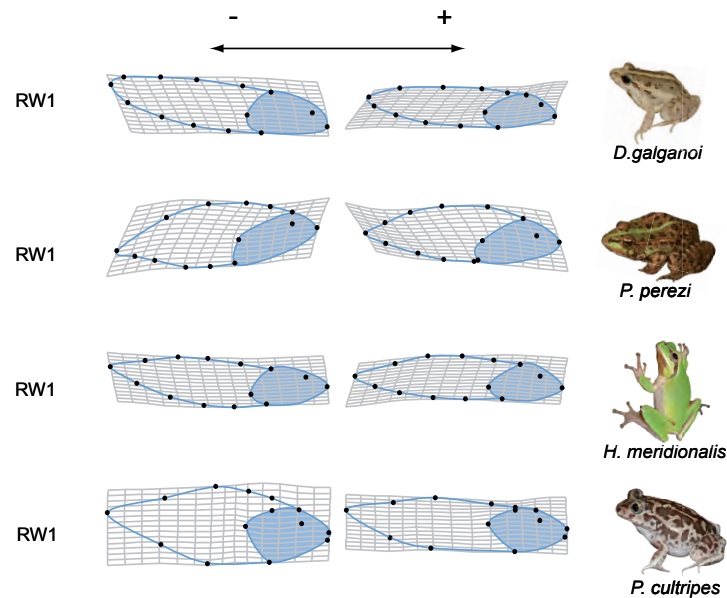 - +
RW1
D.galganoi
RW1
P. perezi
RW1
H. meridionalis
RW1
P. cultripes